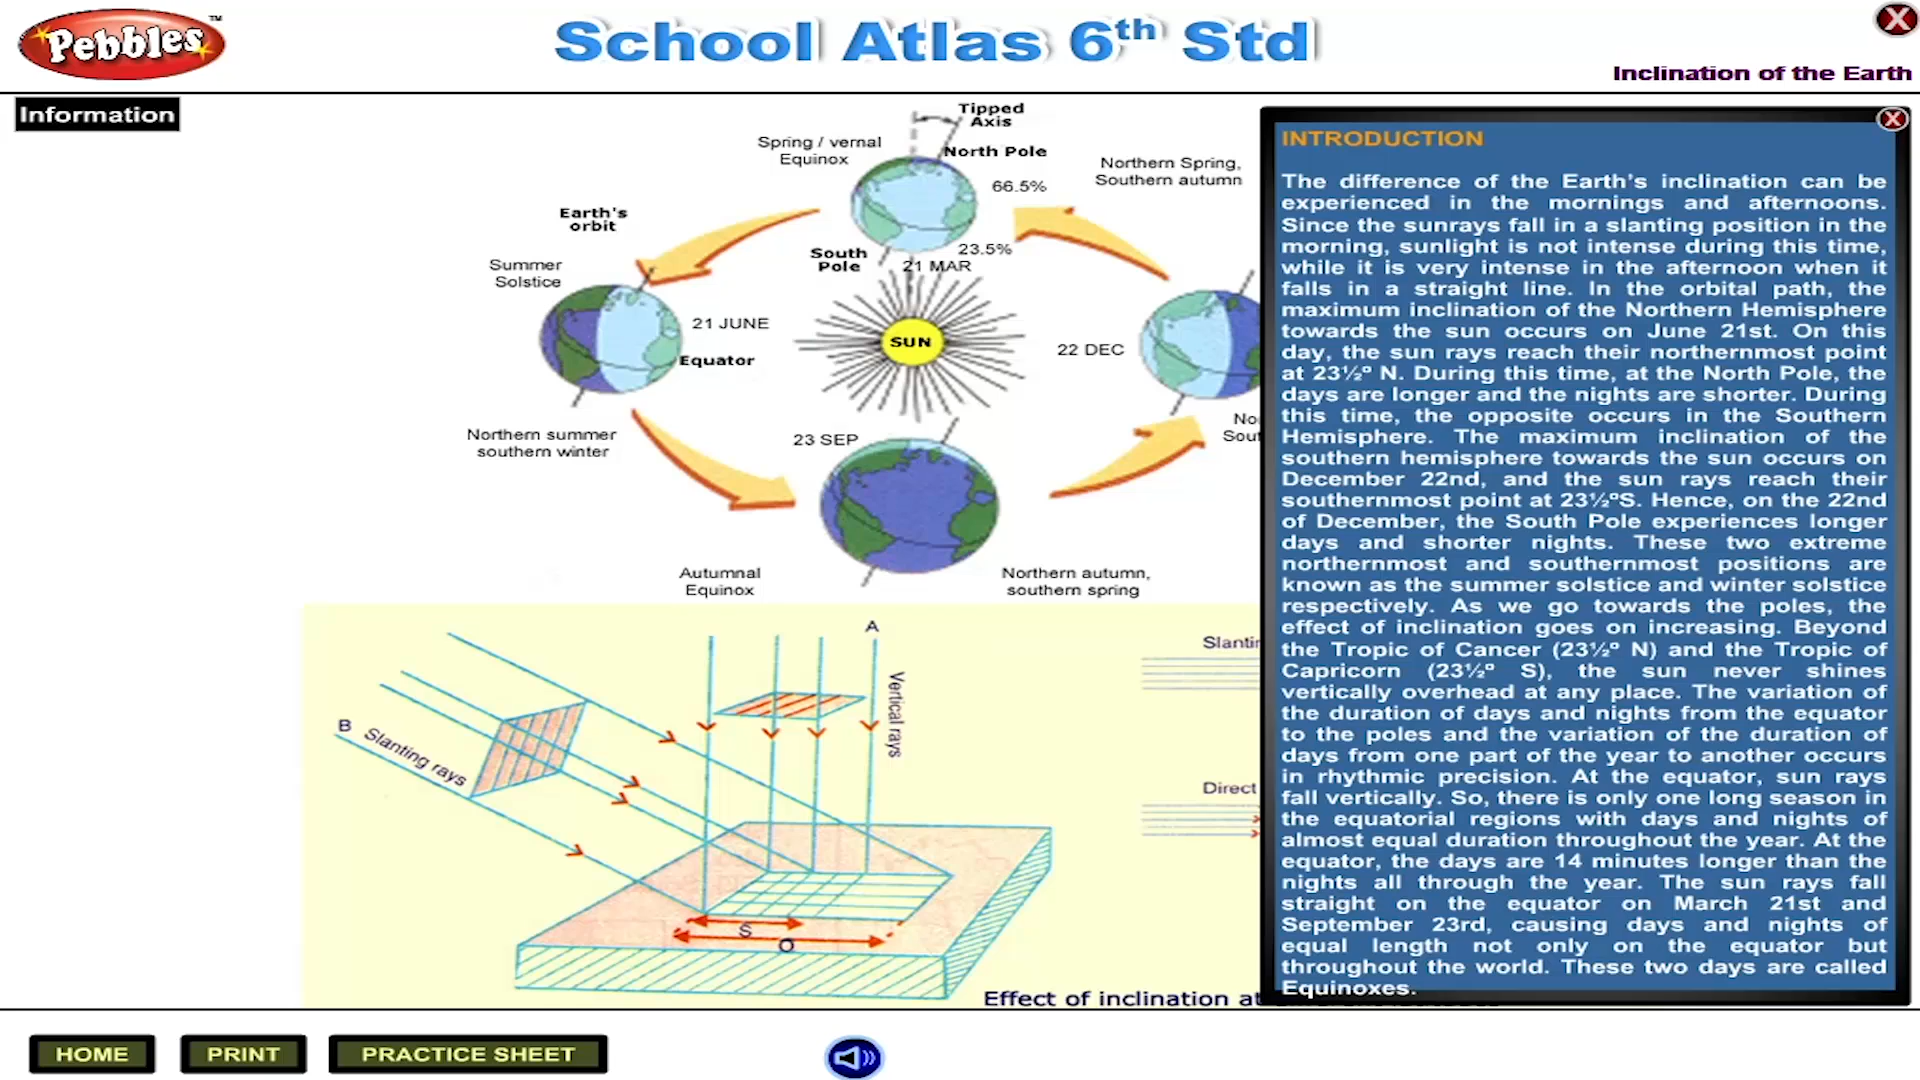 Pebbles TM
School Atlas 6th Std
Inclination of the Earth
Information
Tipped
Axis
Spring / vernal
Equinox
North Pole
66.5%
Northern Spring,
Southern autumn
Earth's
orbit
South
Pole
23.5%
21 MAR
Summer
Solstice
21 JUNE
Equator
SUN
22 DEC
Northern summer
southern winter
23 SEP
No
Sout
Autumnal
Equinox
Northern autumn,
southern spring
A
Vertical rays
B
Slanting rays
S
O
Slantin
Direct
Effect of inclination at
INTRODUCTION
The difference of the Earth's inclination can be
experienced in the mornings and afternoons.
Since the sunrays fall in a slanting position in the
morning, sunlight is not intense during this time,
while it is very intense in the afternoon when it
falls in a straight line. In the orbital path, the
maximum inclination of the Northern Hemisphere
towards the sun occurs on June 21st. On this
day, the sun rays reach their northernmost point
at 23½º N. During this time, at the North Pole, the
days are longer and the nights are shorter. During
this time, the opposite occurs in the Southern
Hemisphere. The maximum inclination of the
southern hemisphere towards the sun occurs on
December 22nd, and the sun rays reach their
southernmost point at 23½ºS. Hence, on the 22nd
of December, the South Pole experiences longer
days and shorter nights. These two extreme
northernmost and southernmost positions are
known as the summer solstice and winter solstice
respectively. As we go towards the poles, the
effect of inclination goes on increasing. Beyond
the Tropic of Cancer (23½º N) and the Tropic of
Capricorn (23½º S), the sun never shines
vertically overhead at any place. The variation of
the duration of days and nights from the equator
to the poles and the variation of the duration of
days from one part of the year to another occurs
in rhythmic precision. At the equator, sun rays
fall vertically. So, there is only one long season in
the equatorial regions with days and nights of
almost equal duration throughout the year. At the
equator, the days are 14 minutes longer than the
nights all through the year. The sun rays fall
straight on the equator on March 21st and
September 23rd, causing days and nights of
equal length not only on the equator but
throughout the world. These two days are called
Equinoxes.
HOME
PRINT
PRACTICE SHEET